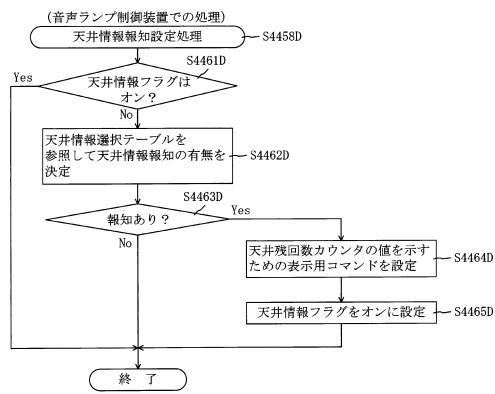 (音声ランプ制御装置での処理)
天井情報報知設定処理
S4458D
S4461D
Yes
天井情報フラグは
オン？
No
天井情報選択テーブルを
参照して天井情報報知の有無を
決定
S4462D
S4463D
報知あり？
Yes
No
天井残回数カウンタの値を示す
ための表示用コマンドを設定
S4464D
天井情報フラグをオンに設定
S4465D
終 了